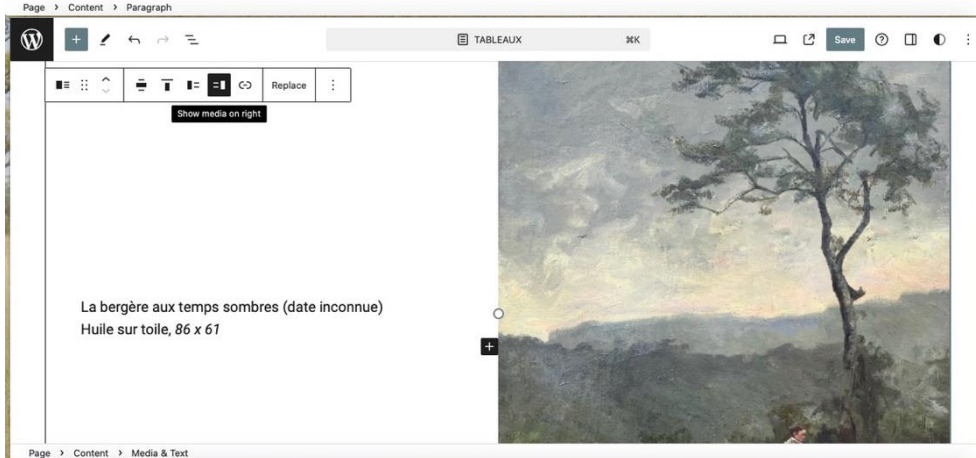 Page > Content > Paragraph
TABLEAUX
⌘K
Save
Replace
Show media on right
La bergère aux temps sombres (date inconnue)
Huile sur toile, 86 x 61
Page > Content > Media & Text